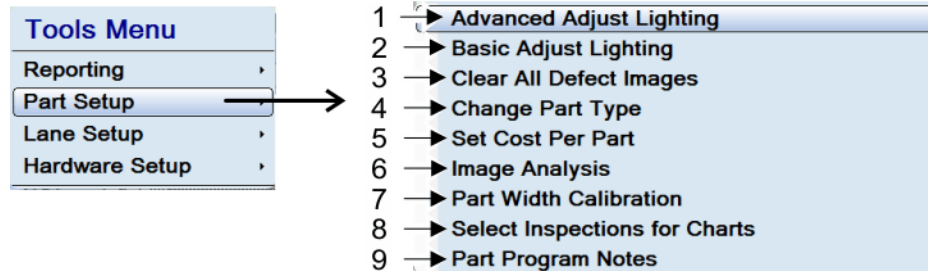 Tools Menu
Reporting
Part Setup
Lane Setup
Hardware Setup
1 Advanced Adjust Lighting
2 Basic Adjust Lighting
3 Clear All Defect Images
4 Change Part Type
5 Set Cost Per Part
6 Image Analysis
7 Part Width Calibration
8 Select Inspections for Charts
9 Part Program Notes